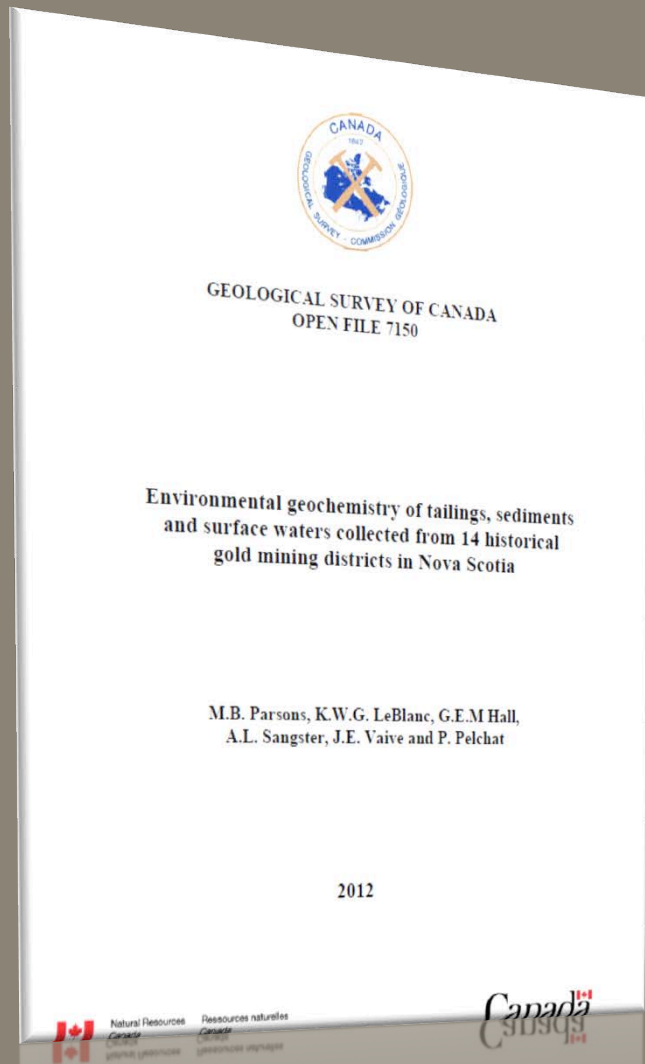 CANADA
1842
GEOLOGICAL SURVEY - COMMISSION GÉOLOGIQUE
GEOLOGICAL SURVEY OF CANADA
OPEN FILE 7150
Environmental geochemistry of tailings, sediments
and surface waters collected from 14 historical
gold mining districts in Nova Scotia
M.B. Parsons, K.W.G. LeBlanc, G.E.M Hall,
A.L. Sangster, J.E. Vaive and P. Pelchat
2012
Natural Resources Ressources naturelles
Canada Canada
Canada